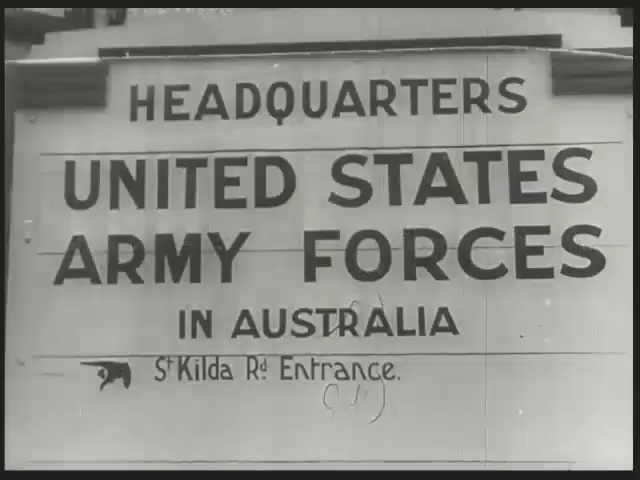 HEADQUARTERS
UNITED STATES
ARMY FORCES
IN AUSTRALIA
St Kilda Rd Entrance.